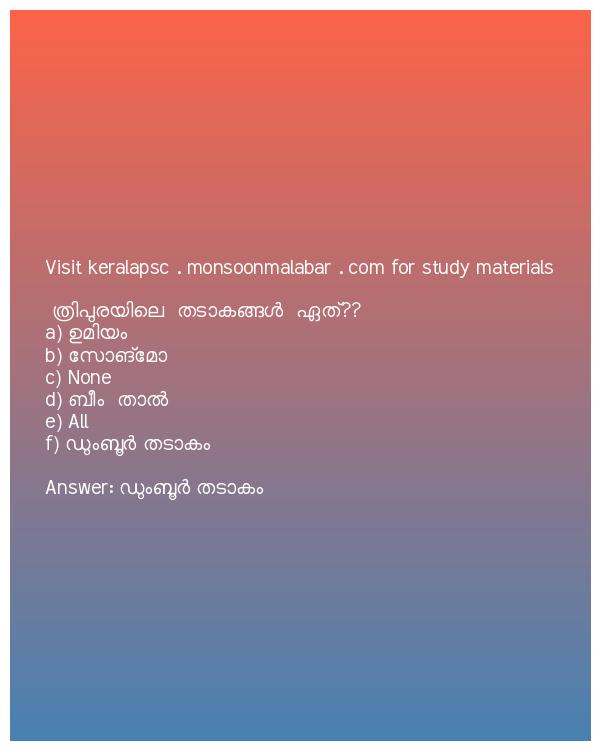 Visit keralapsc . monsoonmalabar . com for study materials
ത്രിപുരയിലെ തടാകങ്ങൾ ഏത്??
a) ഉമിയം
b) സോങ്മോ
c) None
d) ബീം താൽ
e) All
f) ഡുംബൂർ തടാകം
Answer: ഡുംബൂർ തടാകം